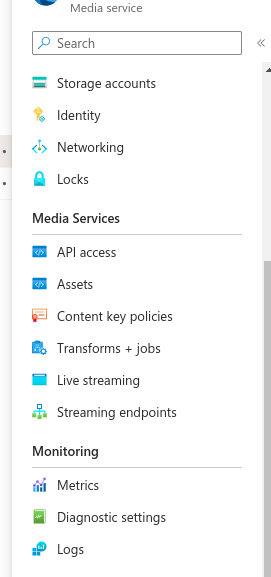 Media service
Search
Storage accounts
Identity
Networking
Locks
Media Services
API access
Assets
Content key policies
Transforms + jobs
Live streaming
Streaming endpoints
Monitoring
Metrics
Diagnostic settings
Logs